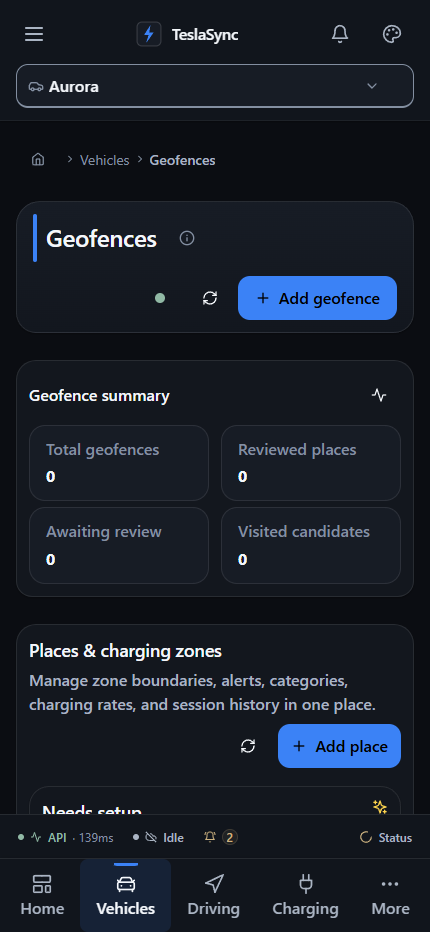 TeslaSync
Aurora
Vehicles
Geofences
Geofences
Add geofence
Geofence summary
Total geofences
0
Reviewed places
0
Awaiting review
0
Visited candidates
0
Places & charging zones
Manage zone boundaries, alerts, categories,
charging rates, and session history in one place.
Add place
Needs setup
API · 139ms
Idle
2
Status
Home
Vehicles
Driving
Charging
More